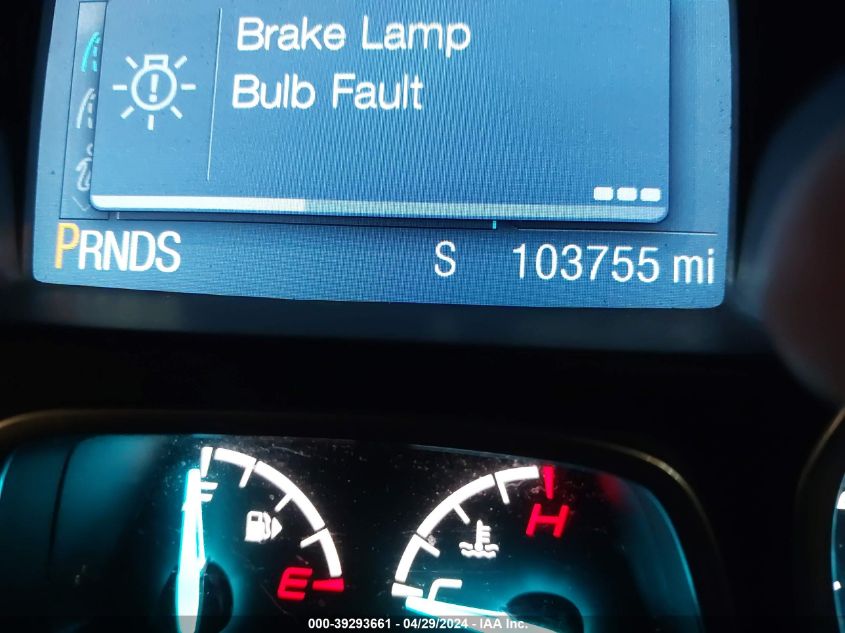 Brake Lamp
Bulb Fault
PRNDS S 103755 mi
F H
E C
000-39293661 - 04/29/2024 - IAA Inc.